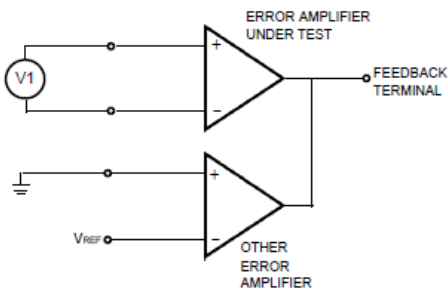 ERROR AMPLIFIER
UNDER TEST
+
V1
FEEDBACK
TERMINAL
−
+
VREF
−
OTHER
ERROR
AMPLIFIER